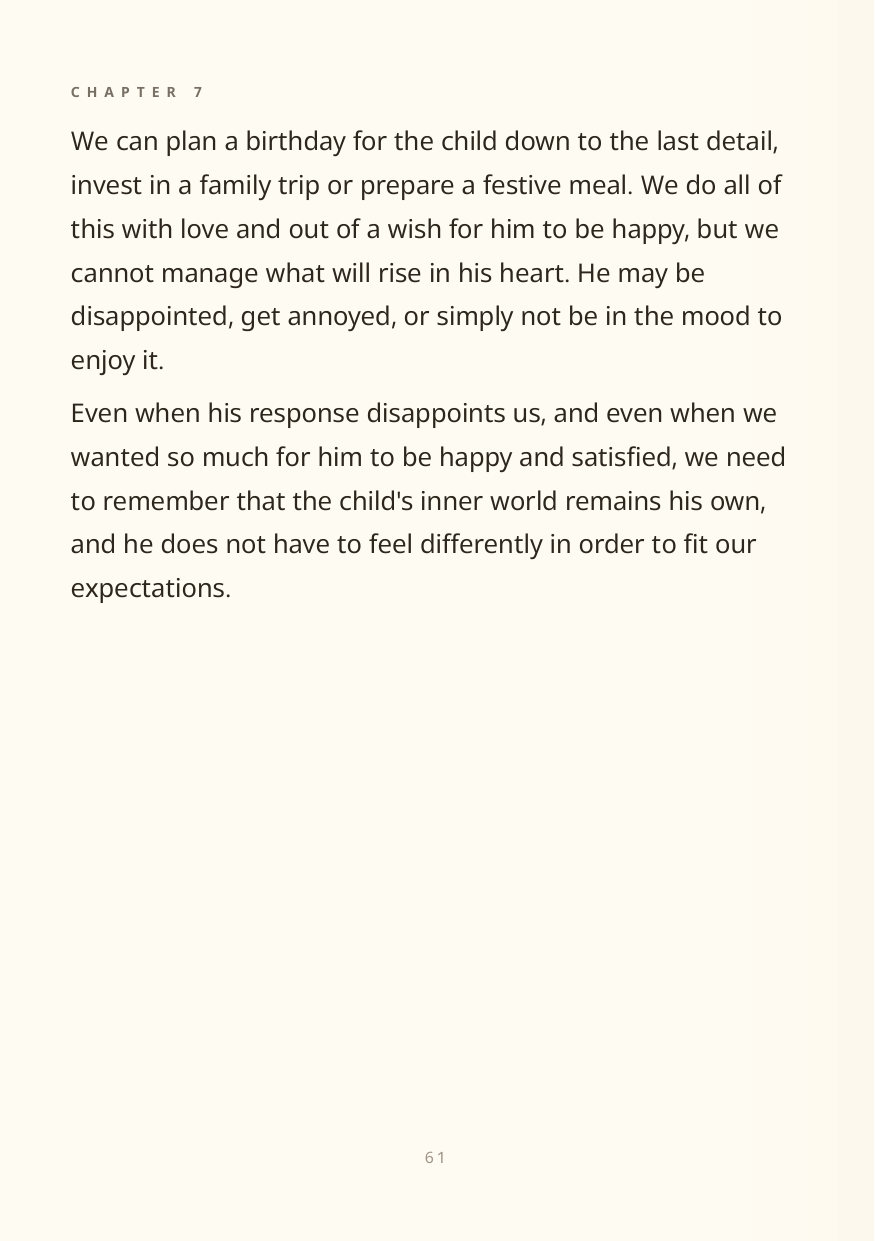 CHAPTER 7
We can plan a birthday for the child down to the last detail,
invest in a family trip or prepare a festive meal. We do all of
this with love and out of a wish for him to be happy, but we
cannot manage what will rise in his heart. He may be
disappointed, get annoyed, or simply not be in the mood to
enjoy it.
Even when his response disappoints us, and even when we
wanted so much for him to be happy and satisfied, we need
to remember that the child's inner world remains his own,
and he does not have to feel differently in order to fit our
expectations.
61